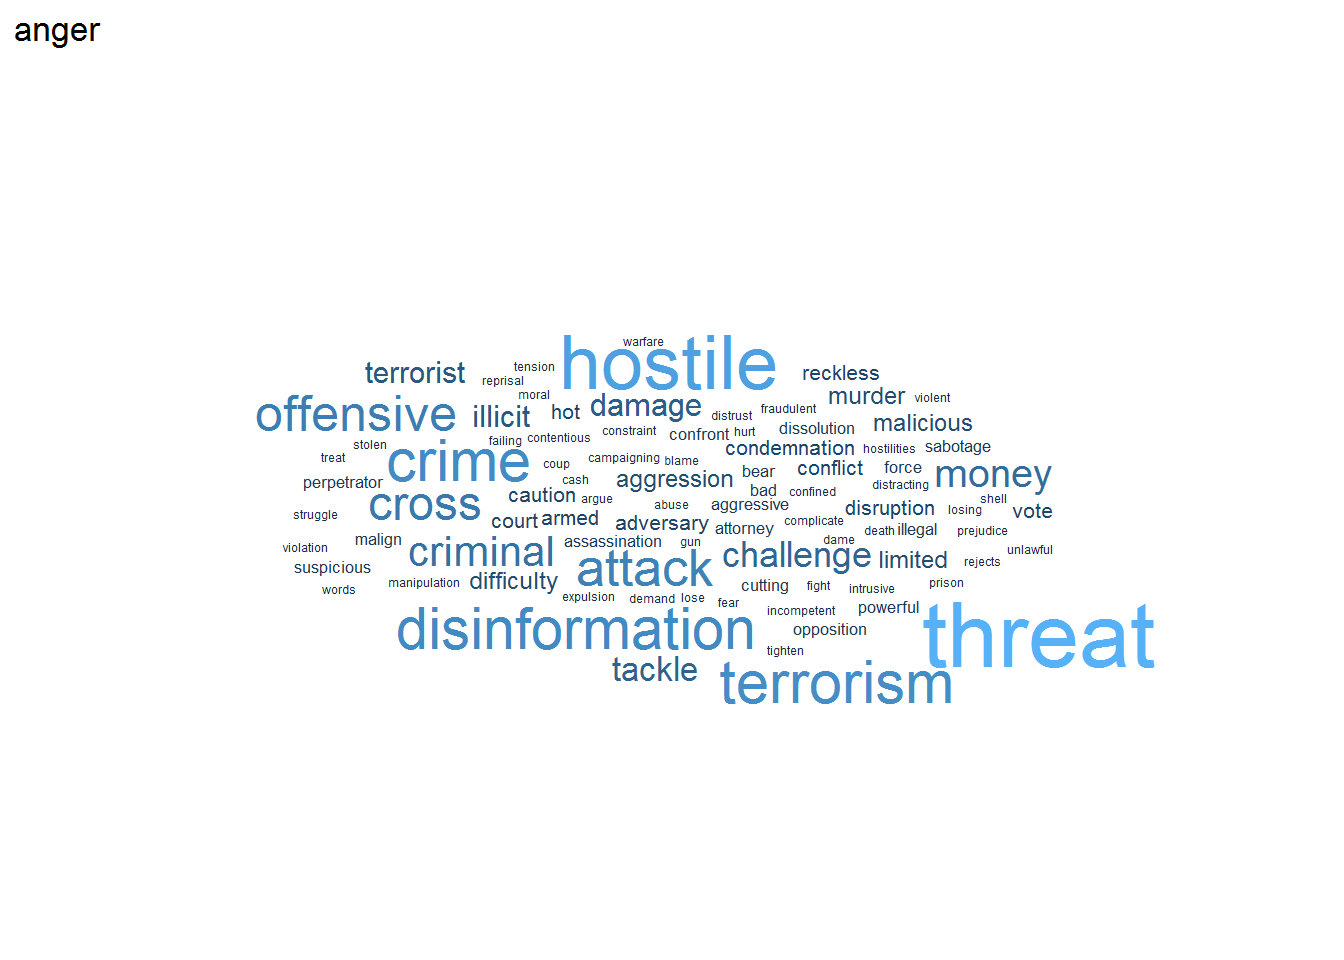 anger
warfare
hostile
terrorist
tension
reprisal
reckless
moral
murder
violent
offensive
illicit
hot
damage
distrust
fraudulent
malicious
dissolution
stolen
failing
contentious
constraint
confront
hurt
condemnation
hostilities
sabotage
treat
crime
coup
campaigning
blame
conflict
force
money
perpetrator
cash
aggression
bear
bad
confined
distracting
cross
caution
argue
abuse
aggressive
shell
struggle
court
armed
adversary
attorney
complicate
disruption
losing
vote
death
illegal
prejudice
violation
malign
criminal
assassination
gun
dame
unlawful
suspicious
attack
challenge
limited
rejects
words
manipulation
difficulty
cutting
fight
intrusive
prison
expulsion
demand
lose
fear
incompetent
powerful
disinformation
opposition
threat
tighten
tackle
terrorism